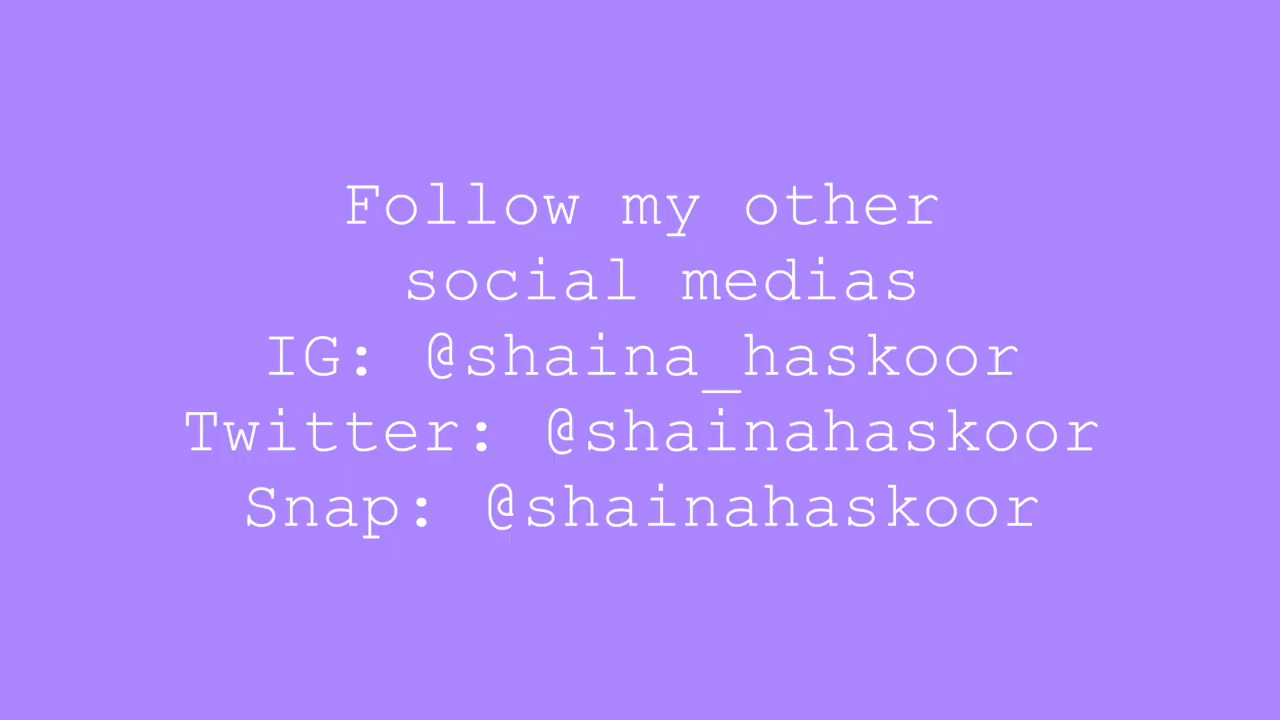 Follow my other
social medias
IG: @shaina_haskoor
Twitter: @shainahaskoor
Snap: @shainahaskoor